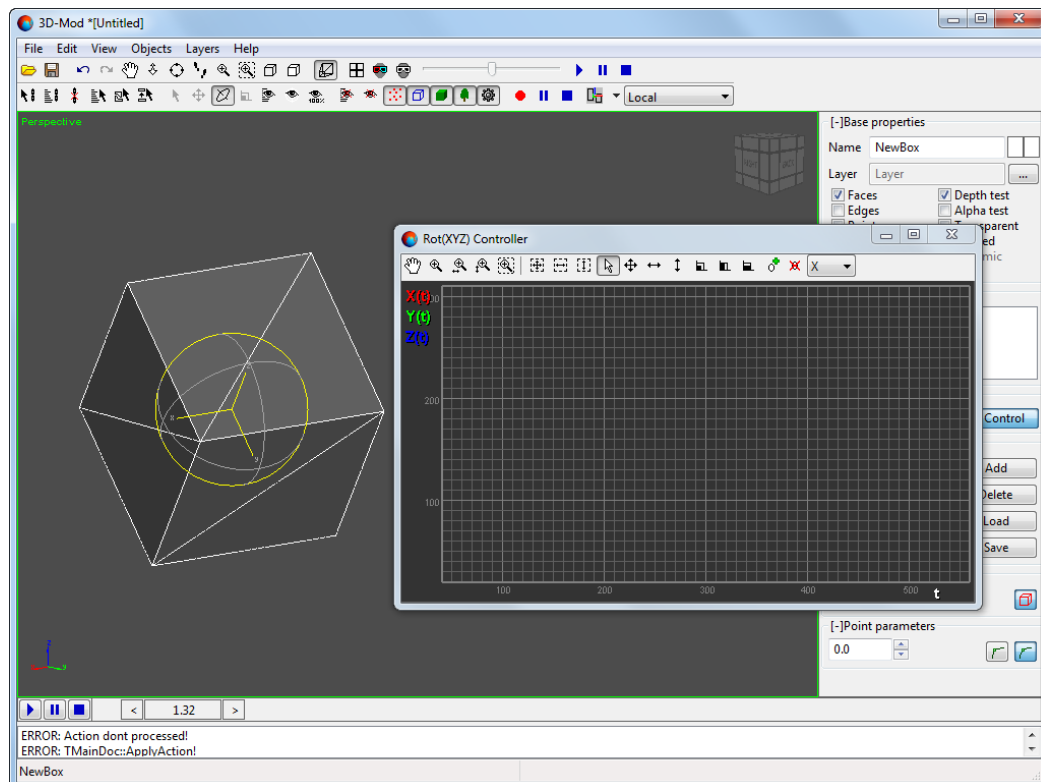 3D-Mod *[Untitled]
File Edit View Objects Layers Help
100%
Local
Perspective
[-]Base properties
Name NewBox
Layer Layer ...
Faces Depth test
Edges Alpha test
Rot(XYZ) Controller
X
X(t)
Y(t)
Z(t)
200
100
100 200 300 400 500 t
x
y
Control
Add
Delete
Load
Save
[-]Point parameters
0.0
z
y
< 1.32 >
ERROR: Action dont processed!
ERROR: TMainDoc::ApplyAction!
NewBox